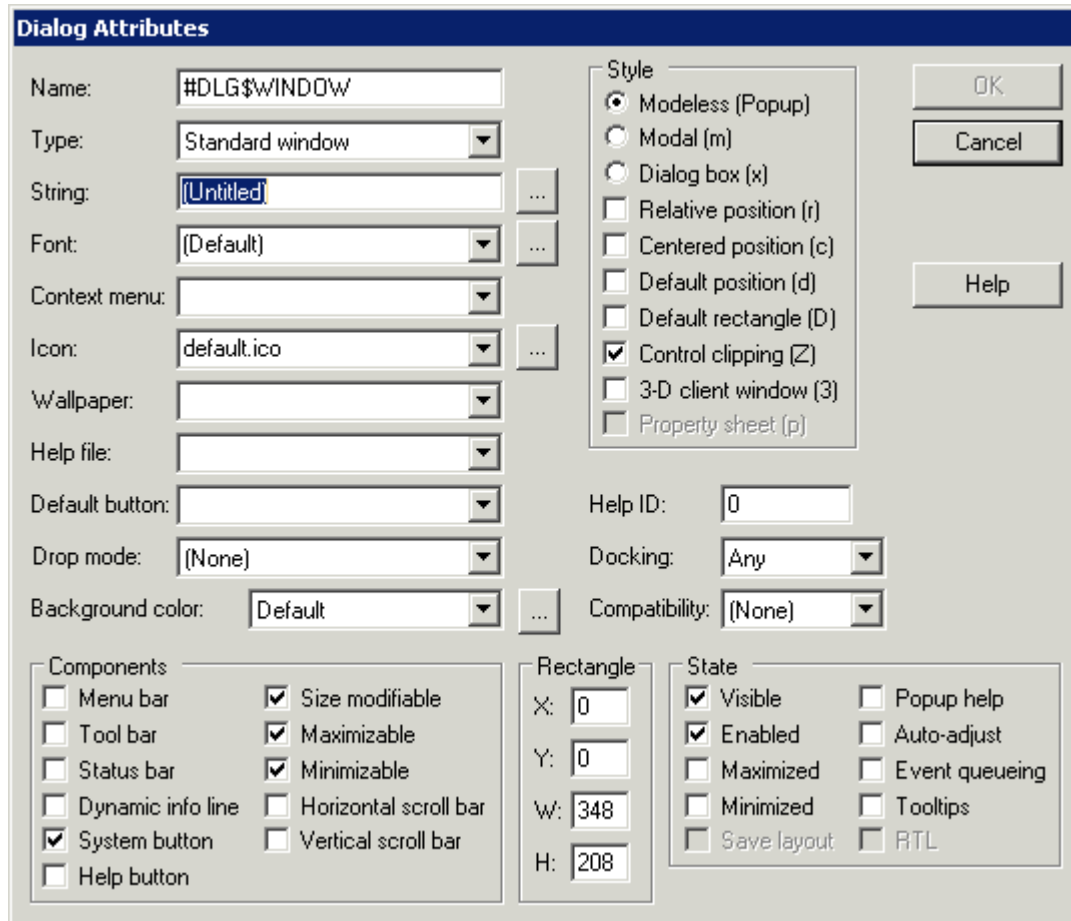 Dialog Attributes
Name: #DLG$WINDOW
Type: Standard window
String: (Untitled) ...
Font: (Default) ...
Context menu:
Icon: default.ico ...
Wallpaper:
Help file:
Default button:
Drop mode: (None)
Background color: Default ...
Style
Modeless (Popup)
Modal (m)
Dialog box (x)
Relative position (r)
Centered position (c)
Default position (d)
Default rectangle (D)
Control clipping (Z)
3-D client window (3)
Property sheet (p)
OK
Cancel
Help
Help ID: 0
Docking: Any
Compatibility: (None)
Components
Menu bar
Tool bar
Status bar
Dynamic info line
System button
Help button
Size modifiable
Maximizable
Minimizable
Horizontal scroll bar
Vertical scroll bar
Rectangle
X: 0
Y: 0
W: 348
H: 208
State
Visible
Enabled
Maximized
Minimized
Save layout
Popup help
Auto-adjust
Event queueing
Tooltips
RTL